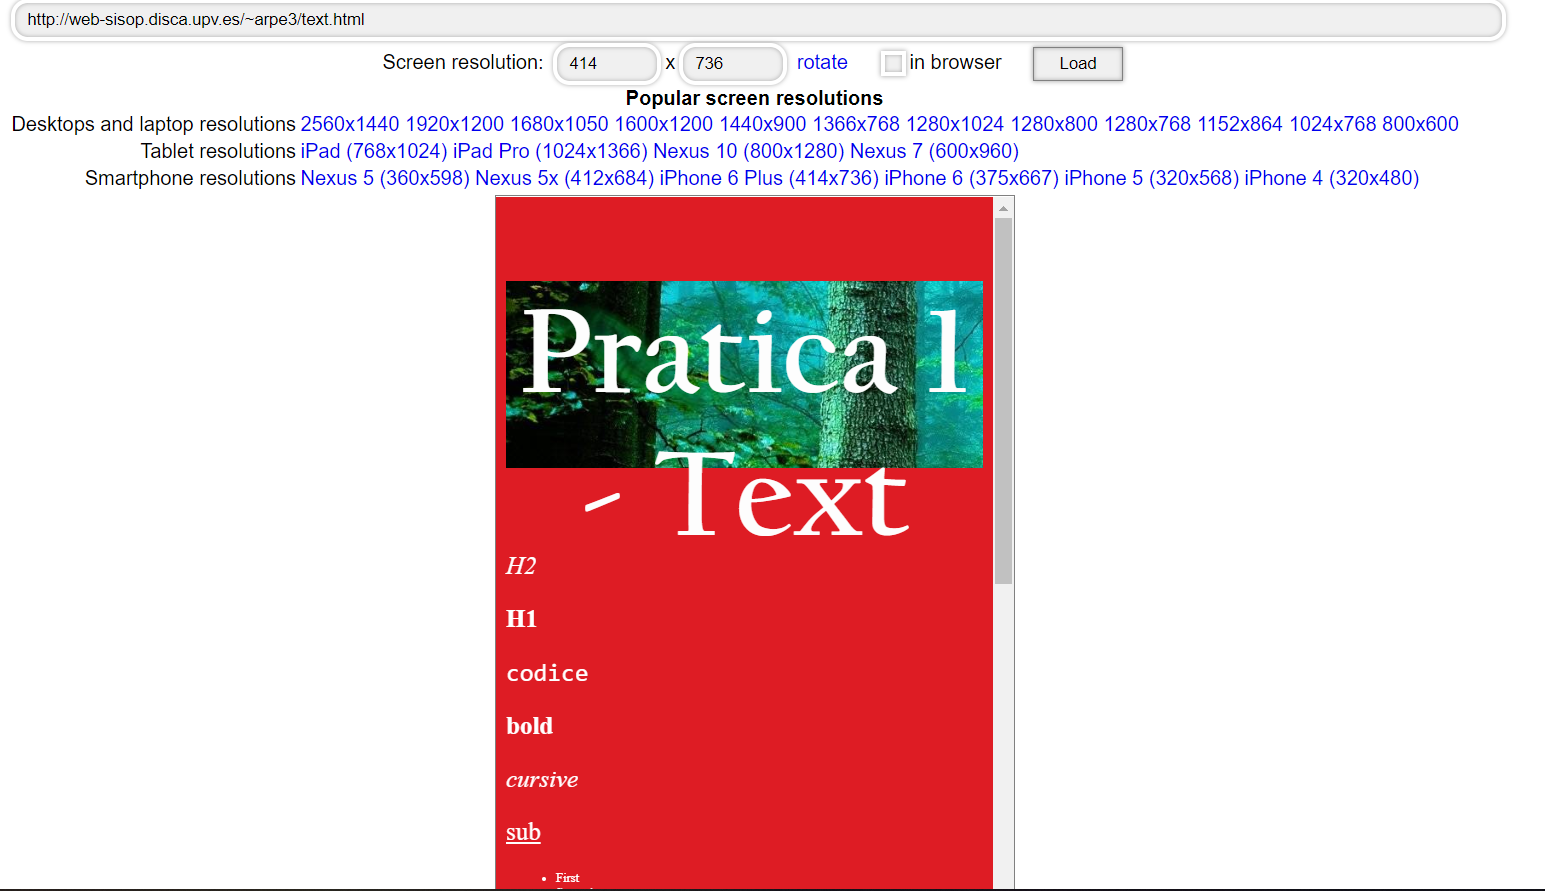 http://web-sisop.disca.upv.es/~arpe3/text.html
Screen resolution: 414 x 736 rotate in browser Load
Popular screen resolutions
Desktops and laptop resolutions 2560x1440 1920x1200 1680x1050 1600x1200 1440x900 1366x768 1280x1024 1280x800 1280x768 1152x864 1024x768 800x600
Tablet resolutions iPad (768x1024) iPad Pro (1024x1366) Nexus 10 (800x1280) Nexus 7 (600x960)
Smartphone resolutions Nexus 5 (360x598) Nexus 5x (412x684) iPhone 6 Plus (414x736) iPhone 6 (375x667) iPhone 5 (320x568) iPhone 4 (320x480)
Pratica 1
- Text
H2
H1
codice
bold
cursive
sub
• First